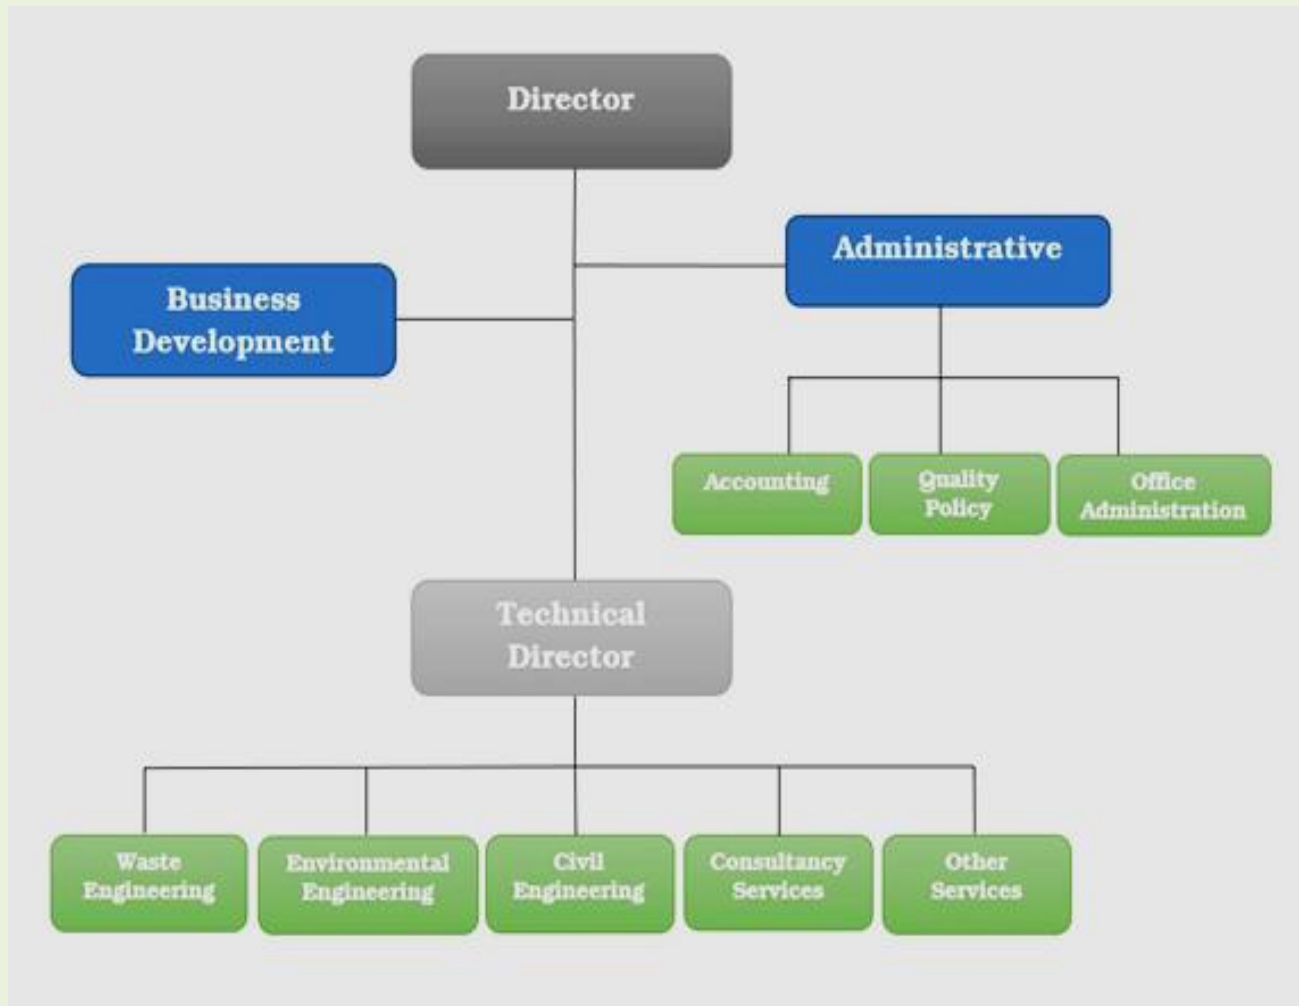 Director
Administrative
Business
Development
Accounting
Quality
Policy
Office
Administration
Technical
Director
Waste
Engineering
Environmental
Engineering
Civil
Engineering
Consultancy
Services
Other
Services